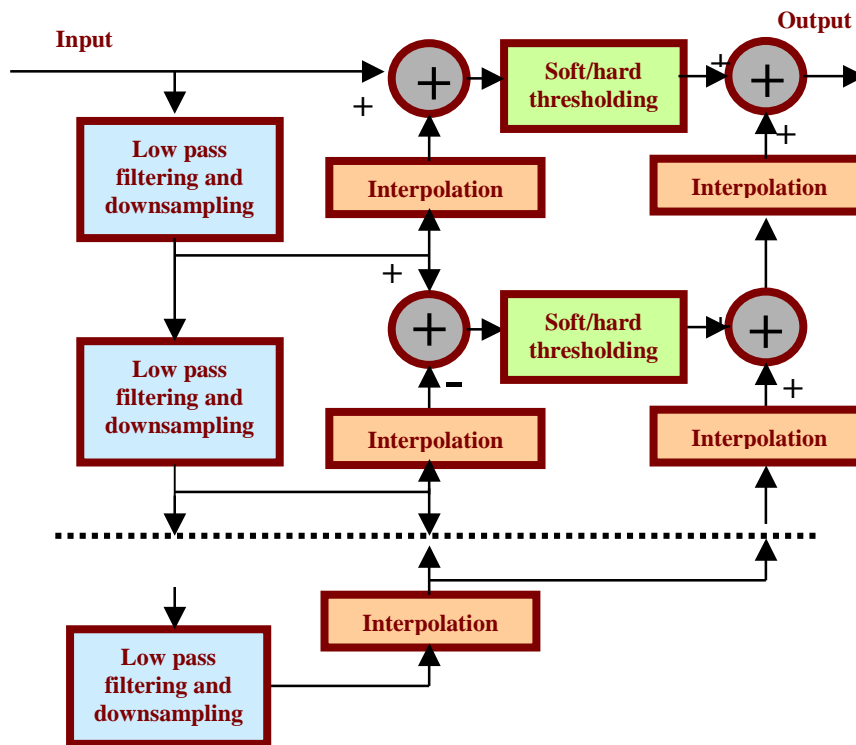 Input
Output
+
+
+
+
Soft/hard
thresholding
+
Low pass
filtering and
downsampling
Interpolation
Interpolation
+
+
Soft/hard
thresholding
+
+
Low pass
filtering and
downsampling
-
+
Interpolation
Interpolation
Interpolation
Low pass
filtering and
downsampling